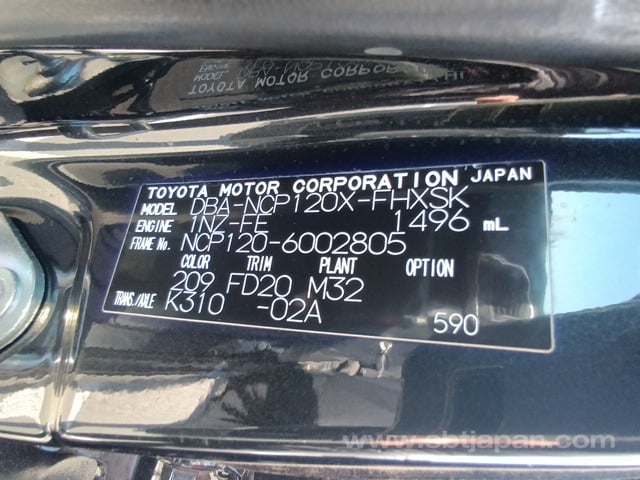 TOYOTA MOTOR CORPORATION JAPAN
MODEL DBA-NCP120X-FHXSK
ENGINE 1NZ-FE 1496 mL
FRAME No. NCP120-6002805
COLOR TRIM PLANT OPTION
209 FD20 M32
TRANS./AXLE K310 -02A
590
www.sbtjapan.com